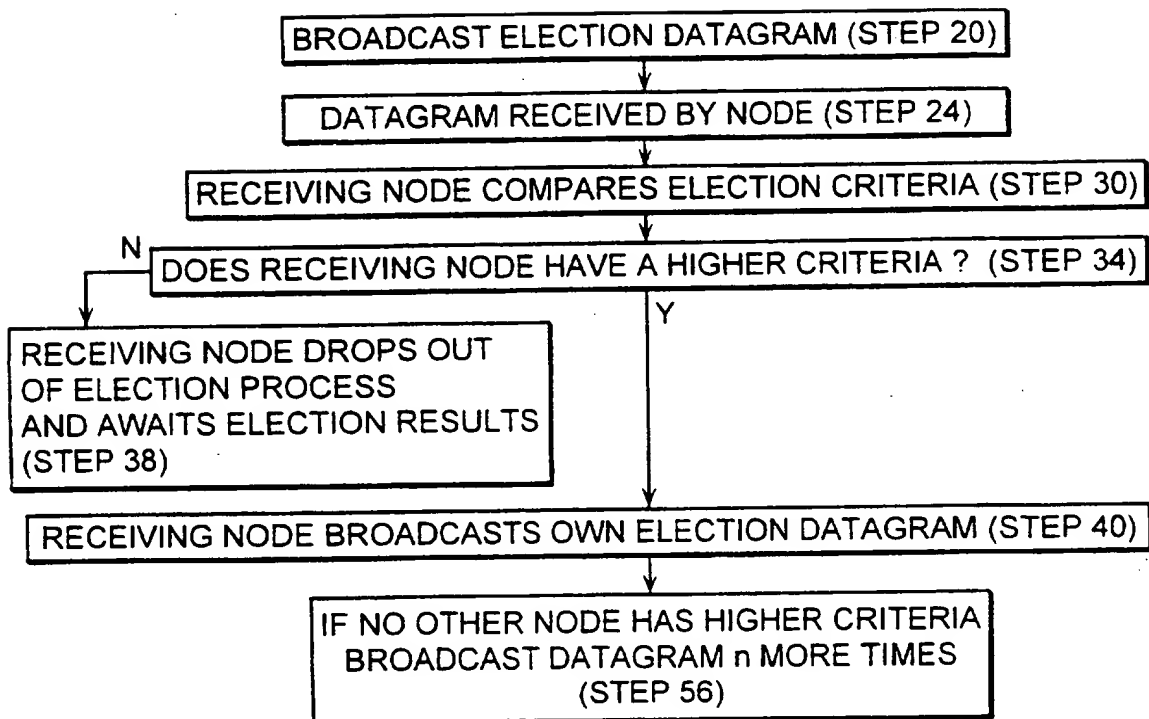 BROADCAST ELECTION DATAGRAM (STEP 20)
DATAGRAM RECEIVED BY NODE (STEP 24)
RECEIVING NODE COMPARES ELECTION CRITERIA (STEP 30)
N
DOES RECEIVING NODE HAVE A HIGHER CRITERIA ? (STEP 34)
Y
RECEIVING NODE DROPS OUT
OF ELECTION PROCESS
AND AWAITS ELECTION RESULTS
(STEP 38)
RECEIVING NODE BROADCASTS OWN ELECTION DATAGRAM (STEP 40)
IF NO OTHER NODE HAS HIGHER CRITERIA
BROADCAST DATAGRAM n MORE TIMES
(STEP 56)